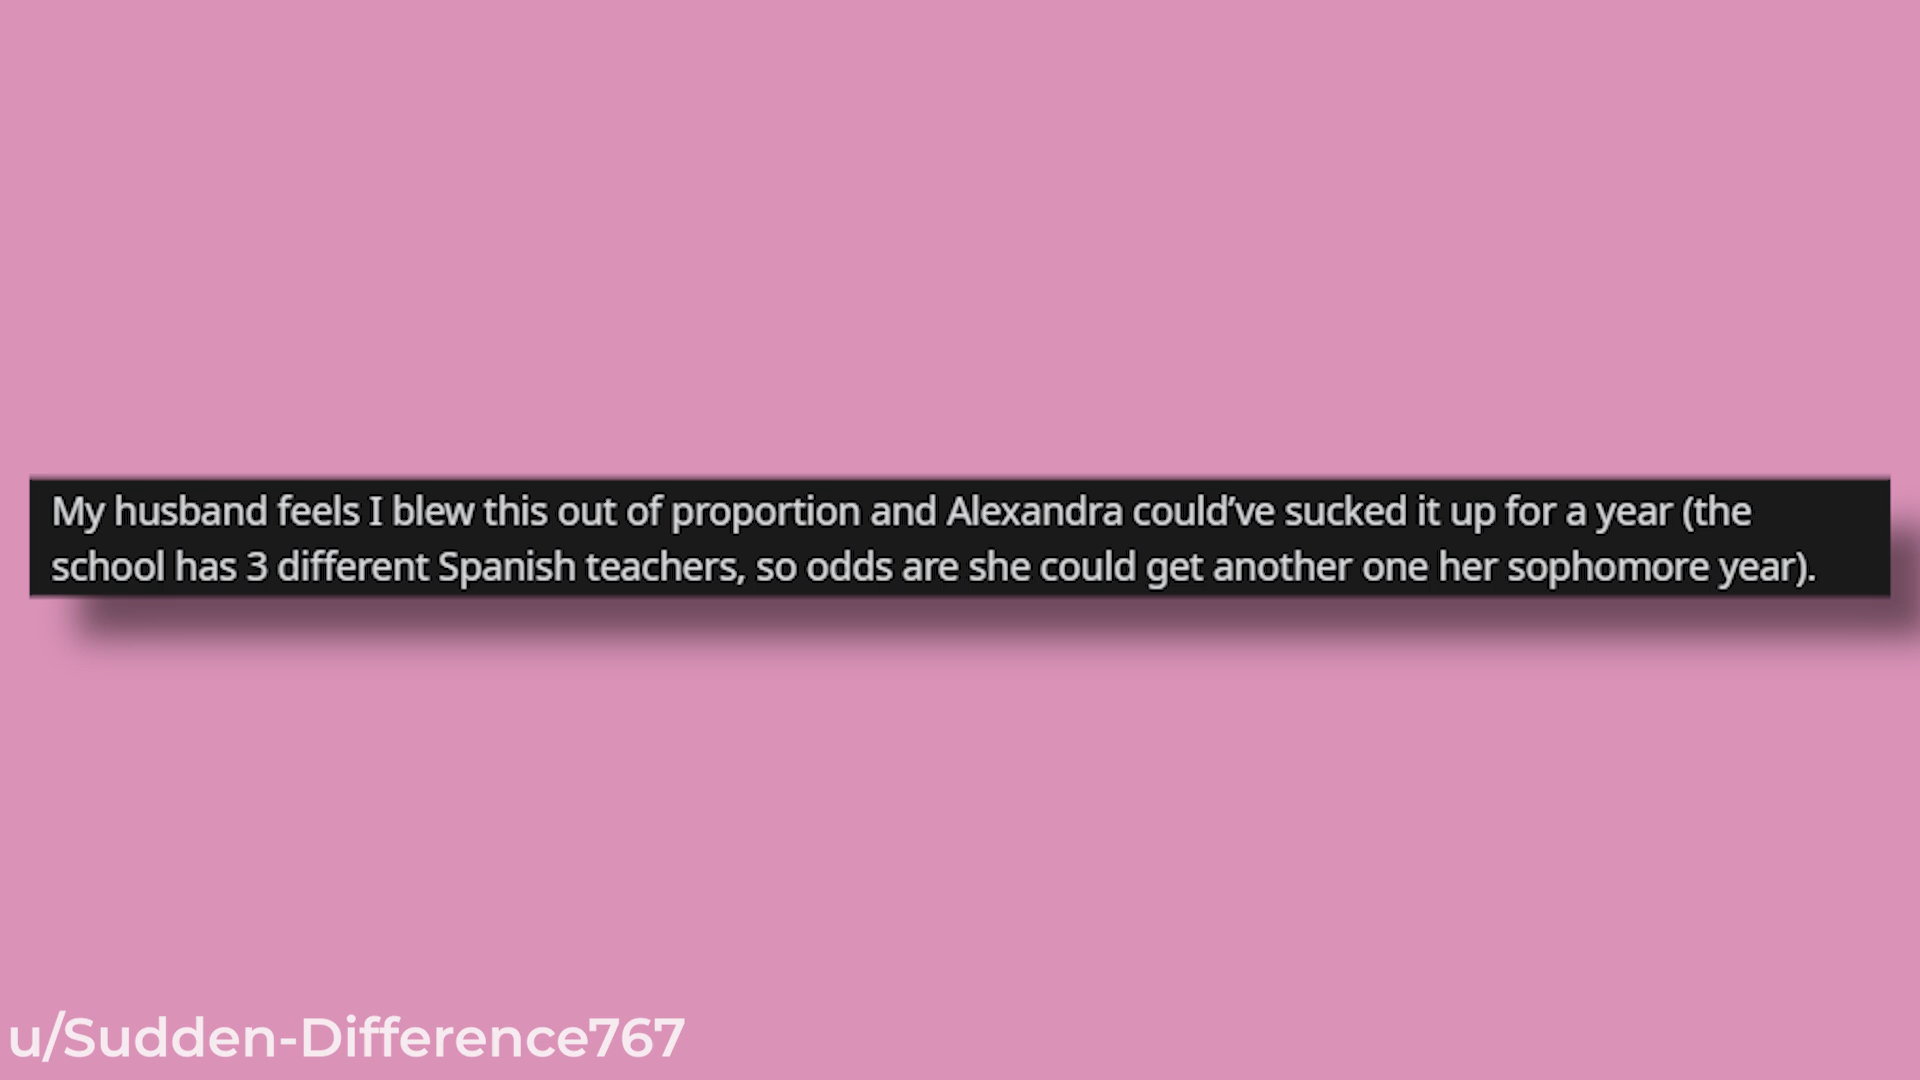 My husband feels I blew this out of proportion and Alexandra could’ve sucked it up for a year (the
school has 3 different Spanish teachers, so odds are she could get another one her sophomore year).
u/Sudden-Difference767